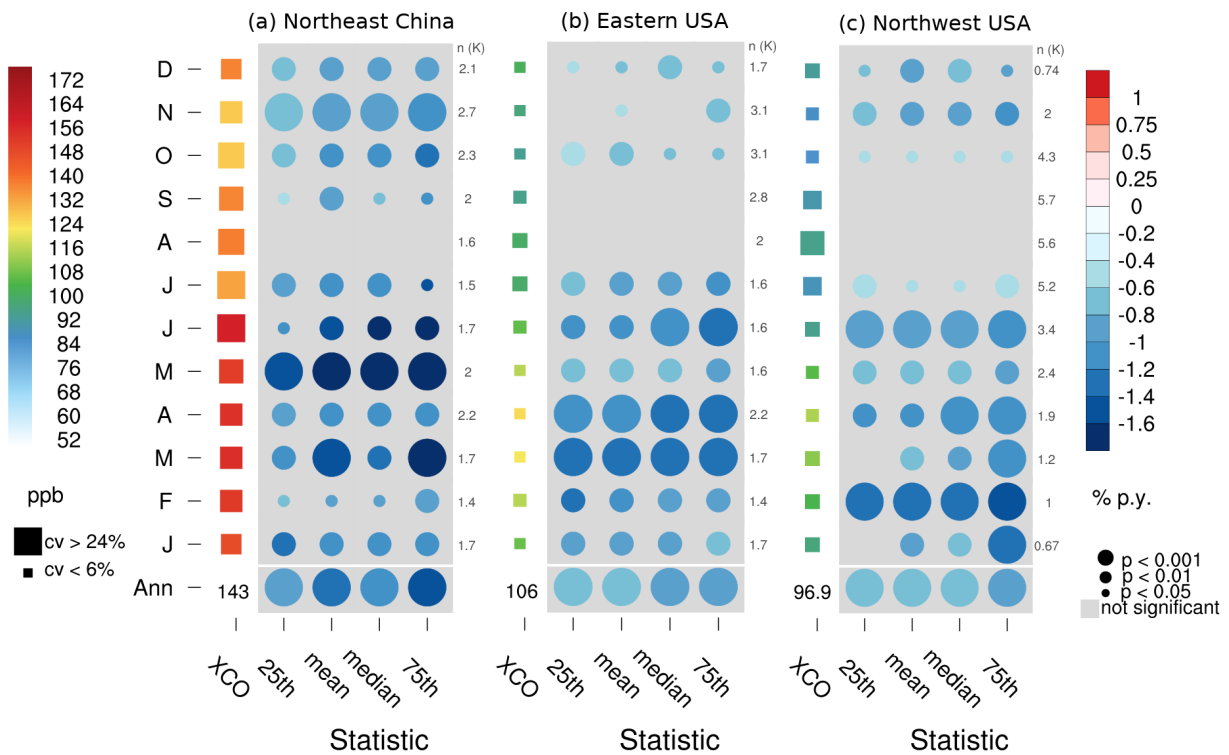 (a) Northeast China
(b) Eastern USA
(c) Northwest USA
n (K)
n (K)
n (K)
172
164
156
148
140
132
124
116
108
100
92
84
76
68
60
52
ppb
cv > 24%
cv < 6%
D
N
O
S
A
J
J
M
A
M
F
J
Ann
143
2.1
2.7
2.3
2
1.6
1.5
1.7
2
2.2
1.7
1.4
1.7
106
1.7
3.1
3.1
2.8
2
1.6
1.6
1.6
2.2
1.7
1.4
1.7
96.9
0.74
2
4.3
5.7
5.6
5.2
3.4
2.4
1.9
1.2
1
0.67
1
0.75
0.5
0.25
0
-0.2
-0.4
-0.6
-0.8
-1
-1.2
-1.4
-1.6
% p.y.
p < 0.001
p < 0.01
p < 0.05
not significant
XCO
25th
mean
median
75th
XCO
25th
mean
median
75th
XCO
25th
mean
median
75th
Statistic
Statistic
Statistic